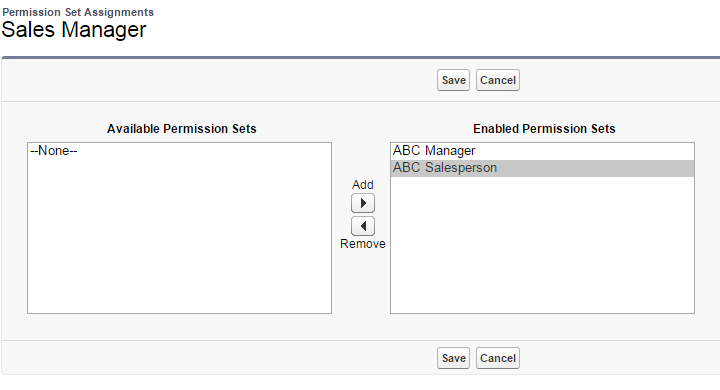 Permission Set Assignments
Sales Manager
Save Cancel
Available Permission Sets
Enabled Permission Sets
--None--
Add
Remove
ABC Manager
ABC Salesperson
Save Cancel